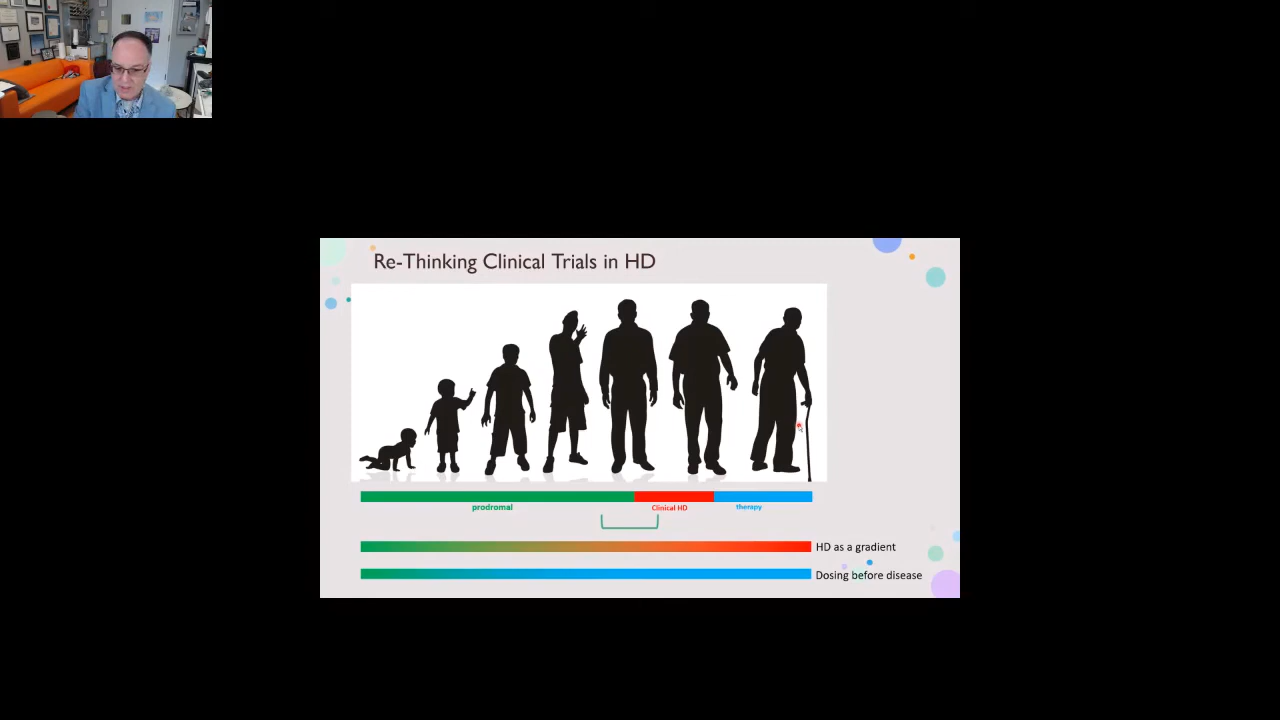 Re-Thinking Clinical Trials in HD
prodromal
Clinical HD
therapy
HD as a gradient
Dosing before disease